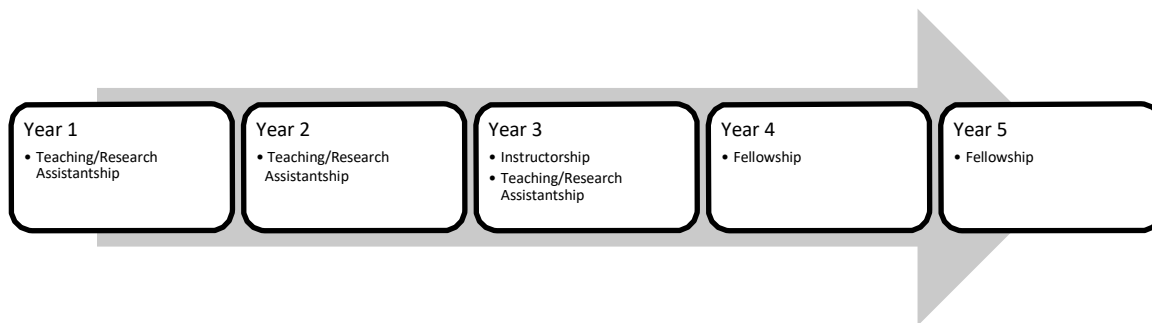 Year 1
• Teaching/Research
Assistantship
Year 2
• Teaching/Research
Assistantship
Year 3
• Instructorship
• Teaching/Research
Assistantship
Year 4
• Fellowship
Year 5
• Fellowship